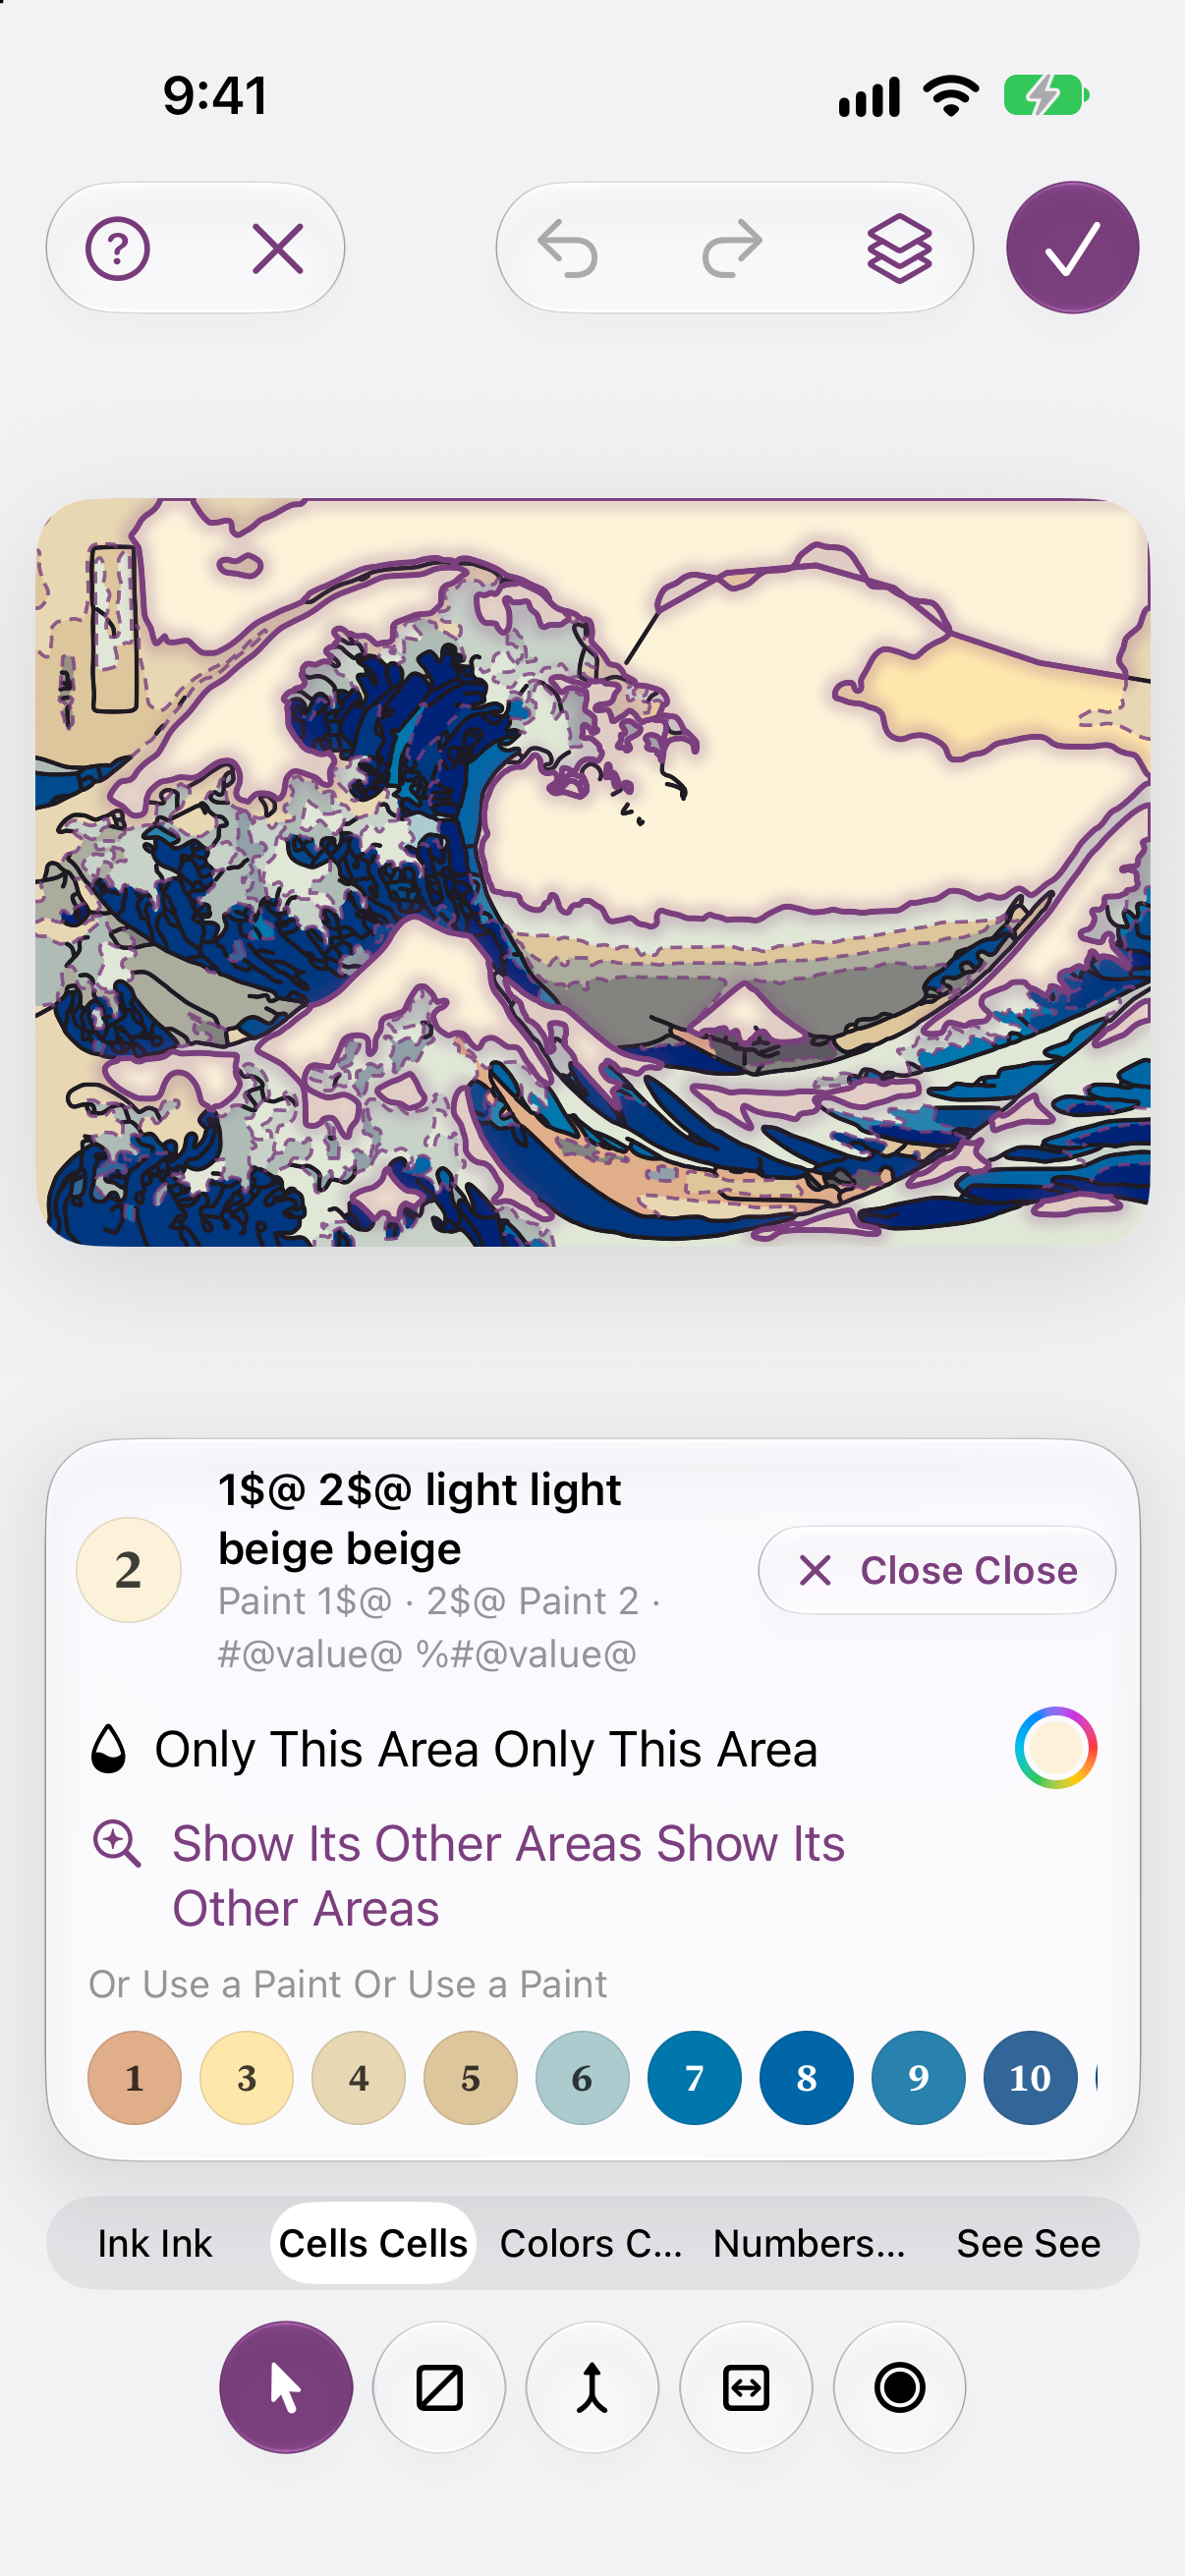 9:41
1$@ 2$@ light light
beige beige
2
Paint 1$@ · 2$@ Paint 2 ·
#@value@ %#@value@
Close Close
Only This Area Only This Area
Show Its Other Areas Show Its
Other Areas
Or Use a Paint Or Use a Paint
1 3 4 5 6 7 8 9 10
Ink Ink Cells Cells Colors C... Numbers... See See